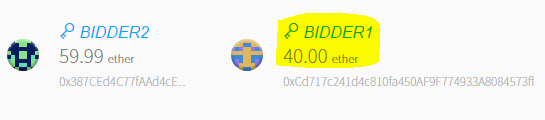 BIDDER2
59.99 ether
0x387CEd4C77fAAd4cE..
BIDDER1
40.00 ether
0xCd717c241d4c810fa450AF9F774933A8084573ff